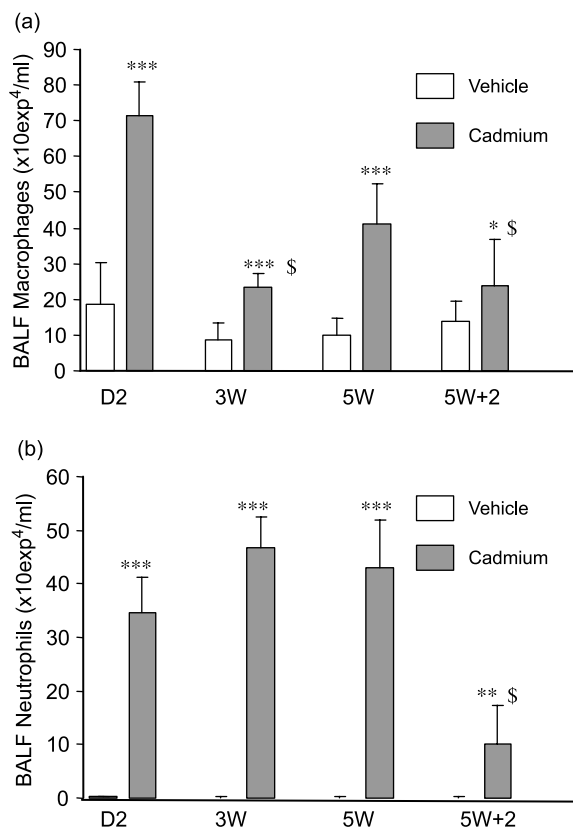 (a)
BALF Macrophages (x10exp⁴/ml)
90
80
70
60
50
40
30
20
10
0
***
*** $
***
* $
Vehicle
Cadmium
D2 3W 5W 5W+2
(b)
BALF Neutrophils (x10exp⁴/ml)
60
50
40
30
20
10
0
***
***
***
** $
Vehicle
Cadmium
D2 3W 5W 5W+2